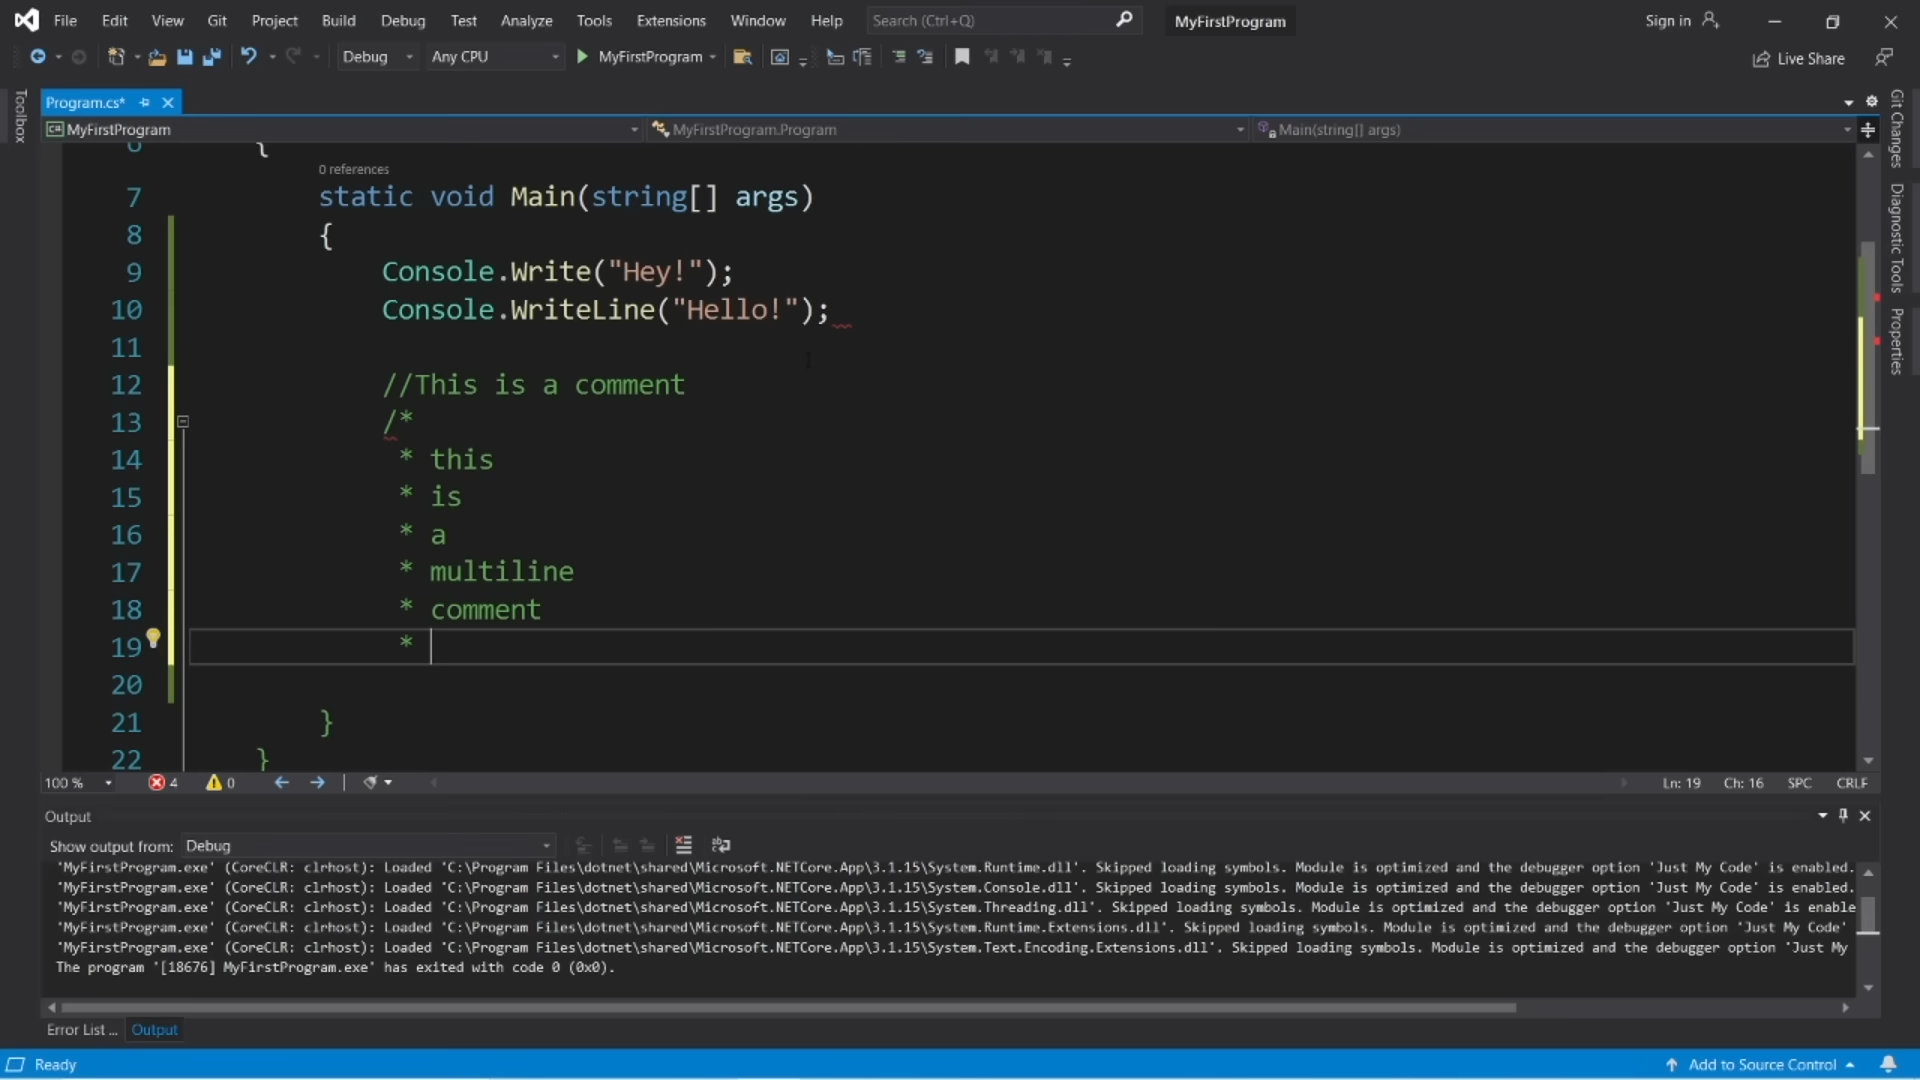 File Edit View Git Project Build Debug Test Analyze Tools Extensions Window Help Search (Ctrl+Q) MyFirstProgram Sign in
Debug Any CPU MyFirstProgram Live Share
Toolbox
Program.cs*
MyFirstProgram MyFirstProgram.Program Main(string[] args)
Git Changes
Diagnostic Tools
Properties
6 {
0 references
7 static void Main(string[] args)
8 {
9 Console.Write("Hey!");
10 Console.WriteLine("Hello!");
11
12 //This is a comment
13 /*
14 * this
15 * is
16 * a
17 * multiline
18 * comment
19 *
20
21 }
22 }
100 % 4 0 Ln: 19 Ch: 16 SPC CRLF
Output
Show output from: Debug
'MyFirstProgram.exe' (CoreCLR: clrhost): Loaded 'C:\Program Files\dotnet\shared\Microsoft.NETCore.App\3.1.15\System.Runtime.dll'. Skipped loading symbols. Module is optimized and the debugger option 'Just My Code' is enabled.
'MyFirstProgram.exe' (CoreCLR: clrhost): Loaded 'C:\Program Files\dotnet\shared\Microsoft.NETCore.App\3.1.15\System.Console.dll'. Skipped loading symbols. Module is optimized and the debugger option 'Just My Code' is enabled.
'MyFirstProgram.exe' (CoreCLR: clrhost): Loaded 'C:\Program Files\dotnet\shared\Microsoft.NETCore.App\3.1.15\System.Threading.dll'. Skipped loading symbols. Module is optimized and the debugger option 'Just My Code' is enable
'MyFirstProgram.exe' (CoreCLR: clrhost): Loaded 'C:\Program Files\dotnet\shared\Microsoft.NETCore.App\3.1.15\System.Runtime.Extensions.dll'. Skipped loading symbols. Module is optimized and the debugger option 'Just My Code'
'MyFirstProgram.exe' (CoreCLR: clrhost): Loaded 'C:\Program Files\dotnet\shared\Microsoft.NETCore.App\3.1.15\System.Text.Encoding.Extensions.dll'. Skipped loading symbols. Module is optimized and the debugger option 'Just My
The program '[18676] MyFirstProgram.exe' has exited with code 0 (0x0).
Error List ... Output
Ready Add to Source Control